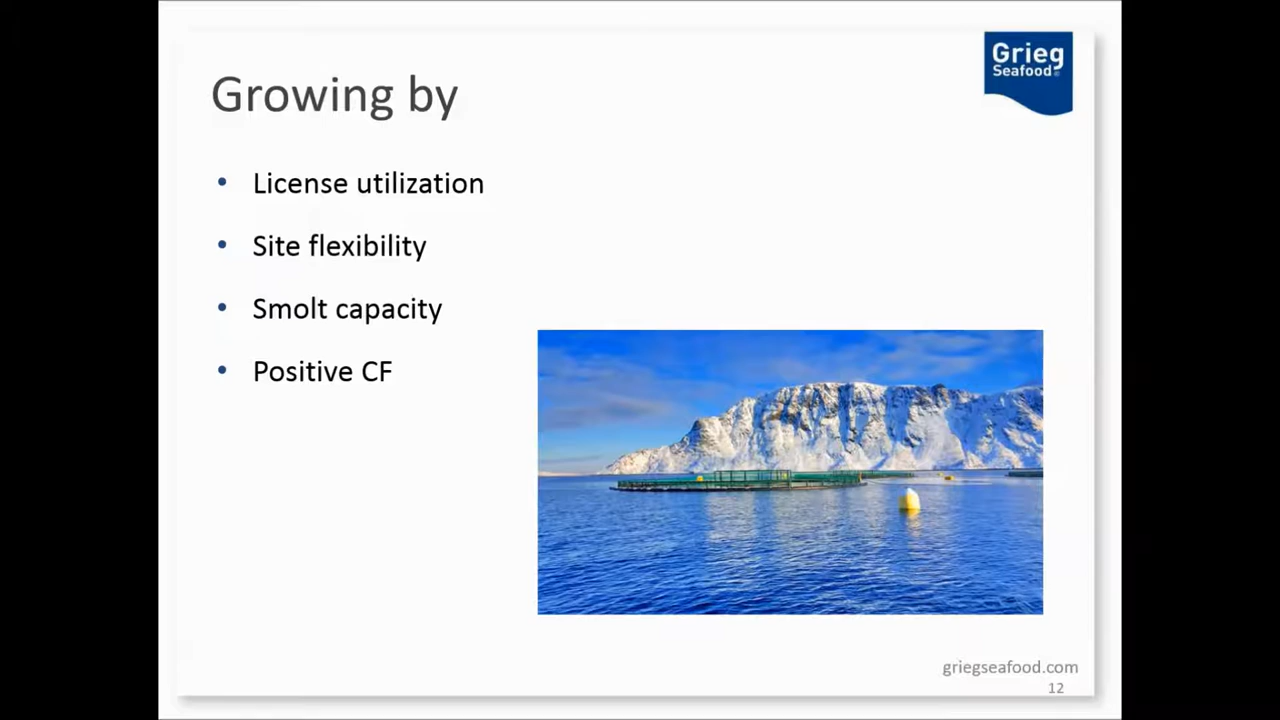 Grieg
Seafood
Growing by
• License utilization
• Site flexibility
• Smolt capacity
• Positive CF
griegseafood.com
12